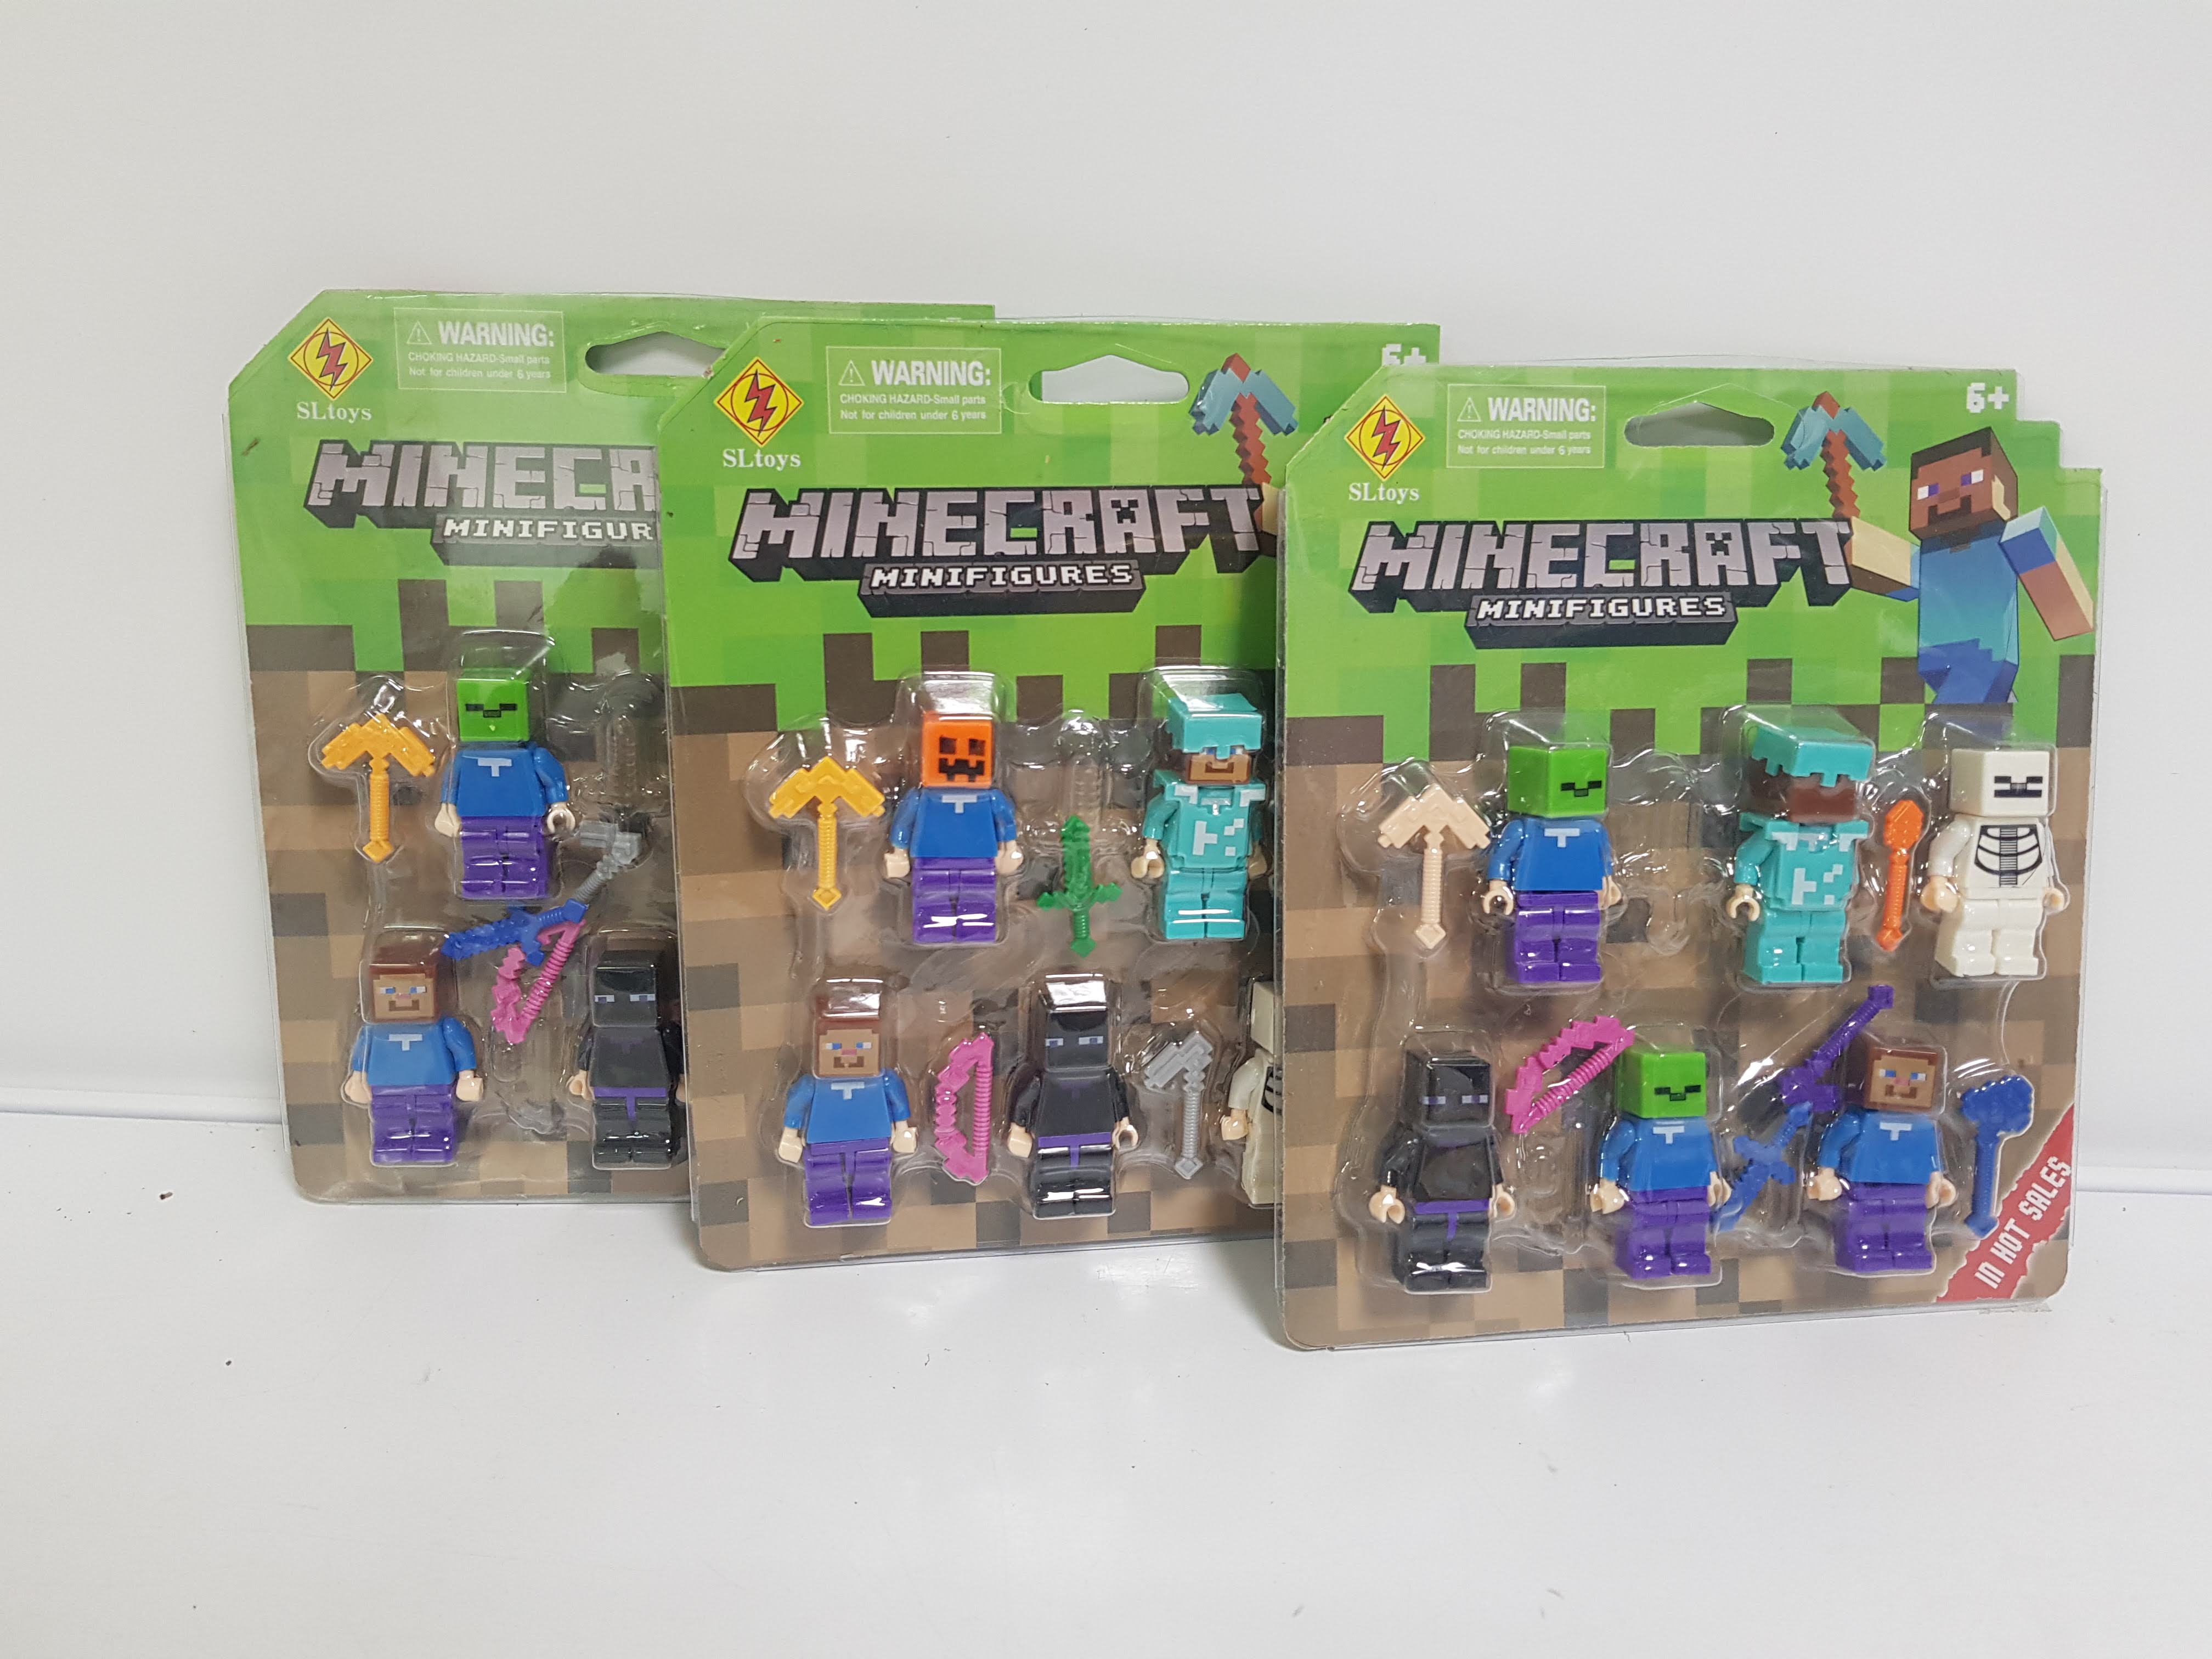 SLtoys
WARNING:
CHOKING HAZARD-Small parts
Not for children under 6 years
MINECRA
MINIFIGUR
SLtoys
WARNING:
CHOKING HAZARD-Small parts
Not for children under 6 years
6+
MINECRAFT
MINIFIGURES
SLtoys
WARNING:
CHOKING HAZARD-Small parts
Not for children under 6 years
6+
MINECRAFT
MINIFIGURES
IN HOT SALES